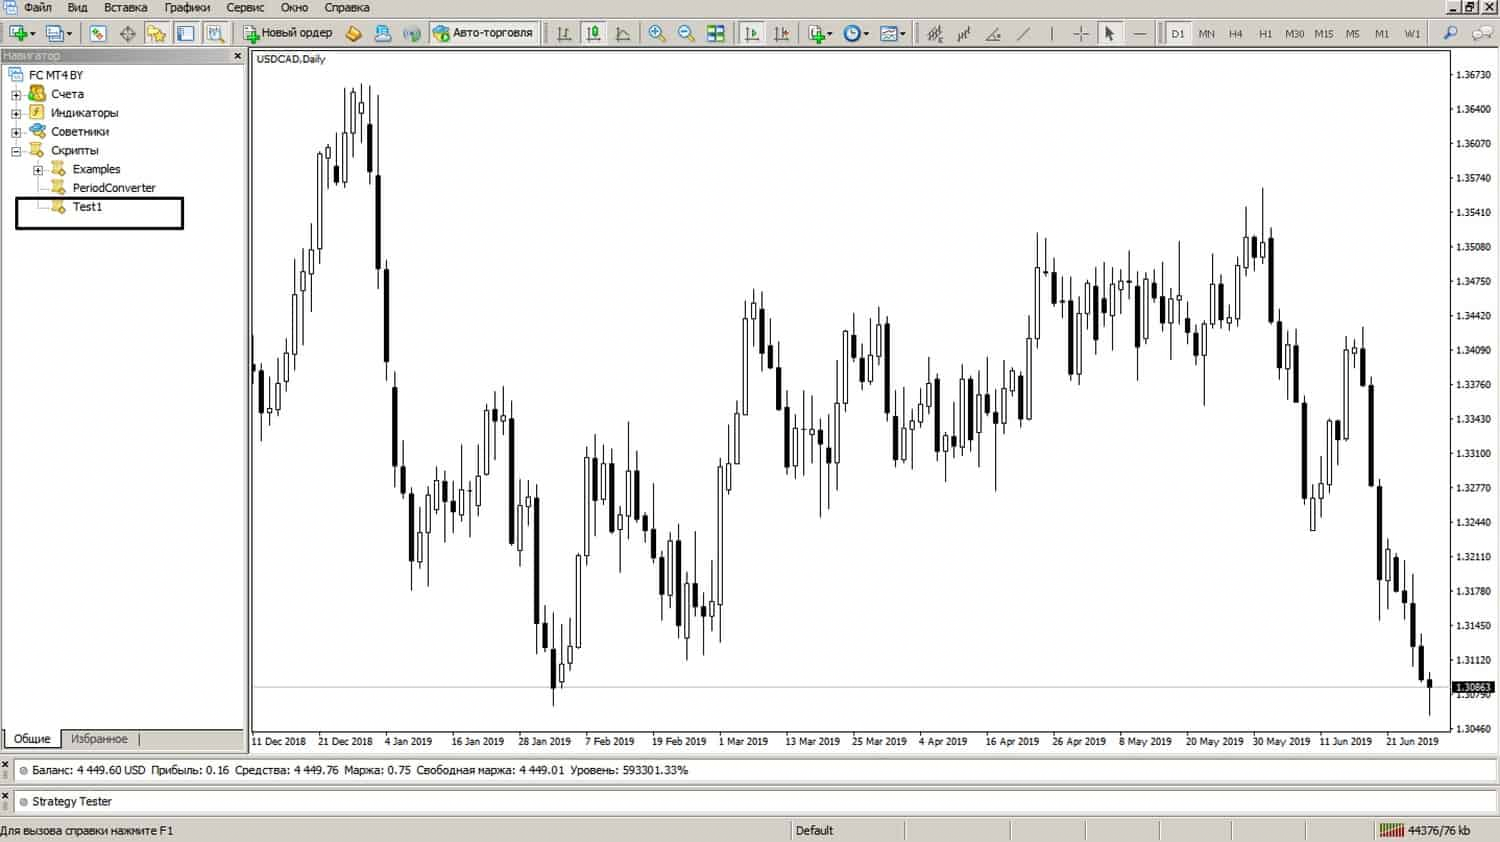 Файл Вид Вставка Графики Сервис Окно Справка
Новый ордер Авто-торговля D1 MN H4 H1 M30 M15 M5 M1 W1
Навигатор
FC MT4 BY
Счета
Индикаторы
Советники
Скрипты
Examples
PeriodConverter
Test1
Общие Избранное
USDCAD,Daily
1.36730
1.36400
1.36070
1.35740
1.35410
1.35080
1.34750
1.34420
1.34090
1.33760
1.33430
1.33100
1.32770
1.32440
1.32110
1.31780
1.31450
1.31120
1.30863
1.30790
1.30460
11 Dec 2018 21 Dec 2018 4 Jan 2019 16 Jan 2019 28 Jan 2019 7 Feb 2019 19 Feb 2019 1 Mar 2019 13 Mar 2019 25 Mar 2019 4 Apr 2019 16 Apr 2019 26 Apr 2019 8 May 2019 20 May 2019 30 May 2019 11 Jun 2019 21 Jun 2019
Баланс: 4 449.60 USD Прибыль: 0.16 Средства: 4 449.76 Маржа: 0.75 Свободная маржа: 4 449.01 Уровень: 593301.33%
Strategy Tester
Для вызова справки нажмите F1 Default 44376/76 kb